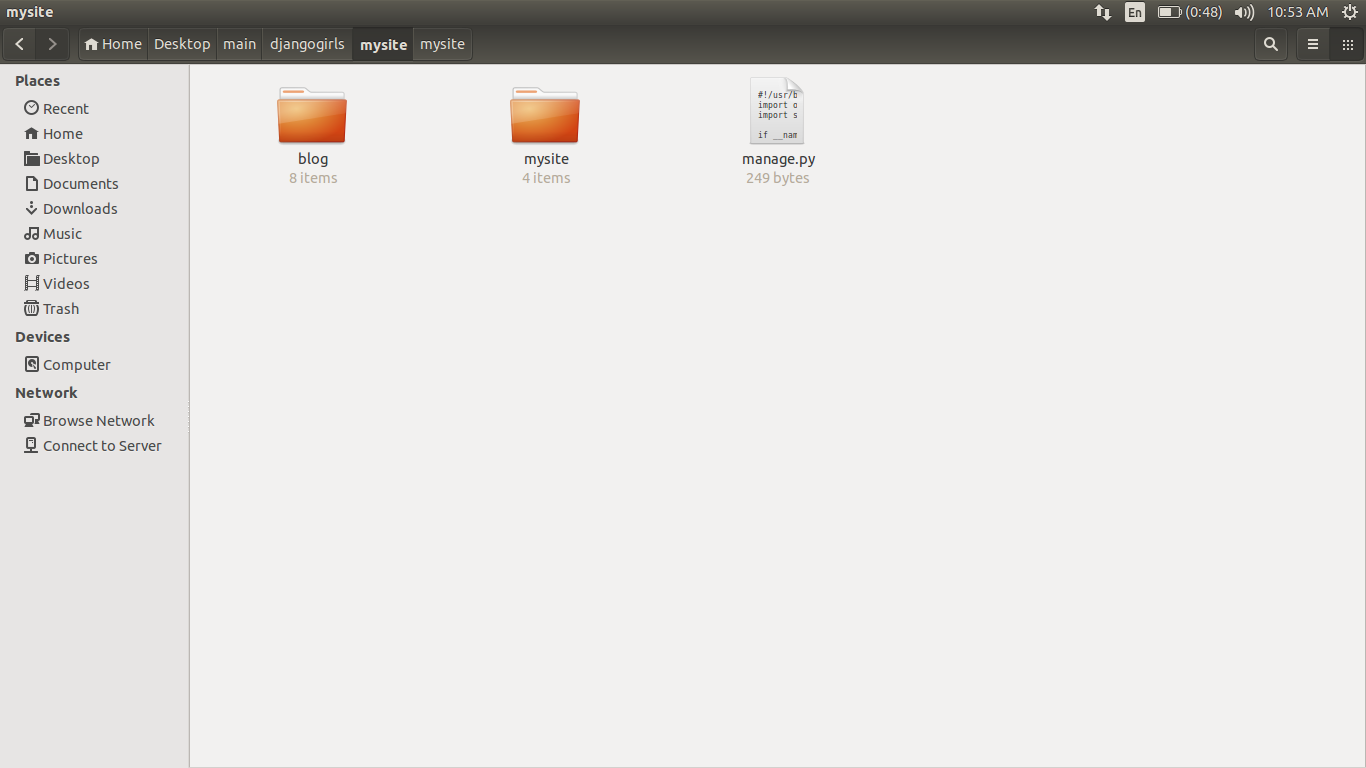 mysite
En
(0:48)
10:53 AM
Home
Desktop
main
djangogirls
mysite
mysite
Places
Recent
Home
Desktop
Documents
Downloads
Music
Pictures
Videos
Trash
Devices
Computer
Network
Browse Network
Connect to Server
blog
8 items
mysite
4 items
#!/usr/b
import o
import s
if __nam
manage.py
249 bytes